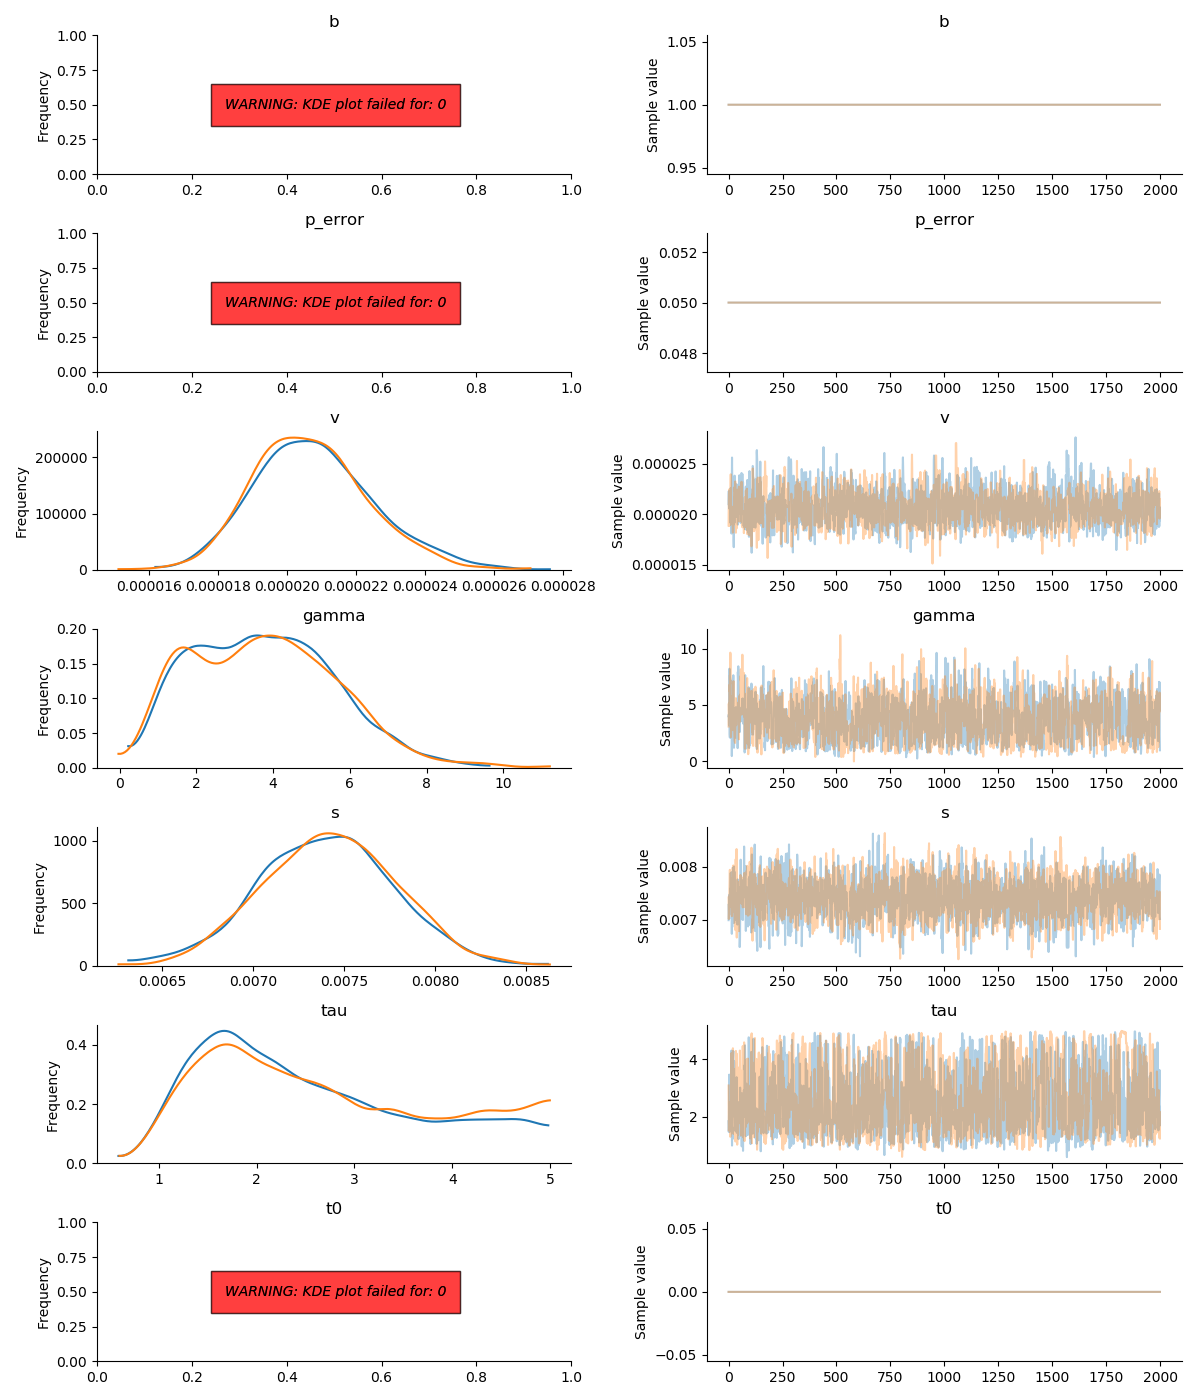 b
Frequency
1.00
0.75
0.50
0.25
0.00
WARNING: KDE plot failed for: 0
0.0 0.2 0.4 0.6 0.8 1.0
b
Sample value
1.05
1.00
0.95
0 250 500 750 1000 1250 1500 1750 2000
p_error
Frequency
1.00
0.75
0.50
0.25
0.00
WARNING: KDE plot failed for: 0
0.0 0.2 0.4 0.6 0.8 1.0
p_error
Sample value
0.052
0.050
0.048
0 250 500 750 1000 1250 1500 1750 2000
v
Frequency
200000
100000
0
0.000016 0.000018 0.000020 0.000022 0.000024 0.000026 0.000028
v
Sample value
0.000025
0.000020
0.000015
0 250 500 750 1000 1250 1500 1750 2000
gamma
Frequency
0.20
0.15
0.10
0.05
0.00
0 2 4 6 8 10
gamma
Sample value
10
5
0
0 250 500 750 1000 1250 1500 1750 2000
s
Frequency
1000
500
0
0.0065 0.0070 0.0075 0.0080 0.0085
s
Sample value
0.008
0.007
0 250 500 750 1000 1250 1500 1750 2000
tau
Frequency
0.4
0.2
0.0
1 2 3 4 5
tau
Sample value
4
2
0 250 500 750 1000 1250 1500 1750 2000
t0
Frequency
1.00
0.75
0.50
0.25
0.00
WARNING: KDE plot failed for: 0
0.0 0.2 0.4 0.6 0.8 1.0
t0
Sample value
0.05
0.00
−0.05
0 250 500 750 1000 1250 1500 1750 2000